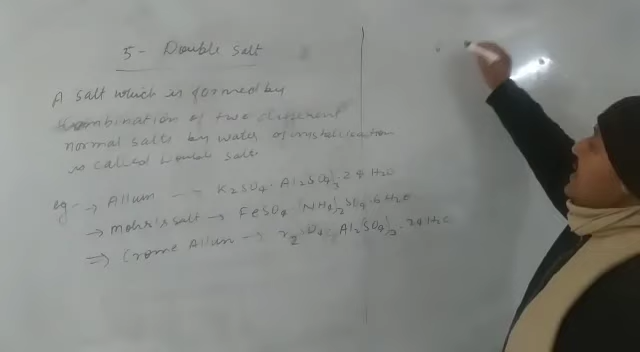 5- Double Salt
A salt which is formed by
combination of two different
normal salts by water of crystallisation
is called Double salt.
eg → Allum → K2SO4. Al2(SO4)3. 24 H2O
→ Mohr's salt → FeSO4 (NH4)2 SO4. 6H2O
⇒ Crome Allum → K2SO4. Al2(SO4)3. 24 H2O